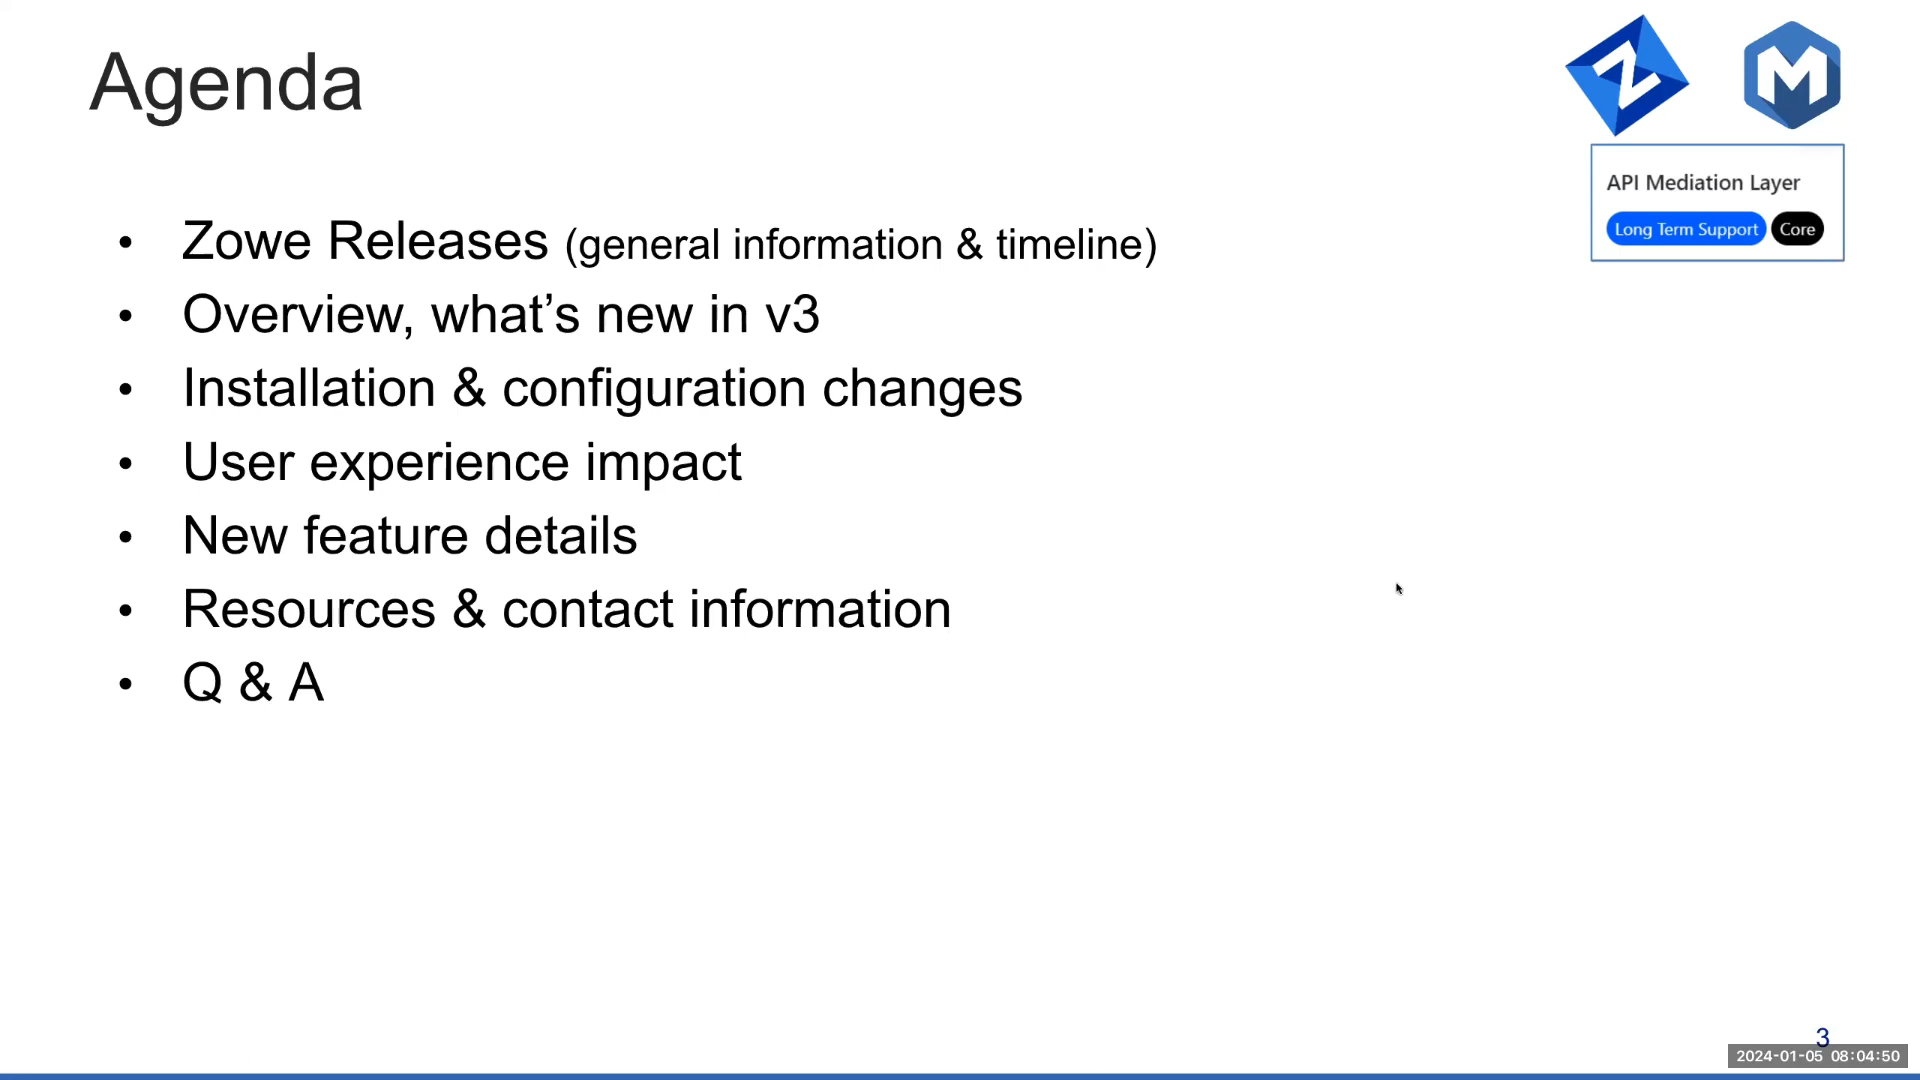 Agenda
Z M
API Mediation Layer
Long Term Support Core
• Zowe Releases (general information & timeline)
• Overview, what’s new in v3
• Installation & configuration changes
• User experience impact
• New feature details
• Resources & contact information
• Q & A
3
2024-01-05 08:04:50